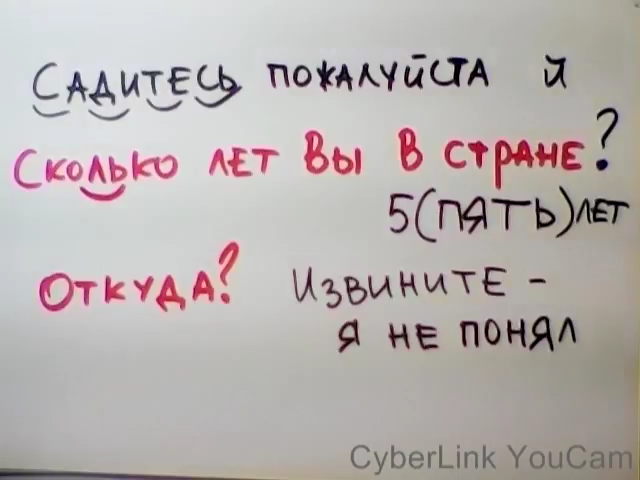 Садитесь пожалуйста й
Сколько лет Вы в стране?
5(пять)лет
Откуда? Извините -
я не понял
CyberLink YouCam